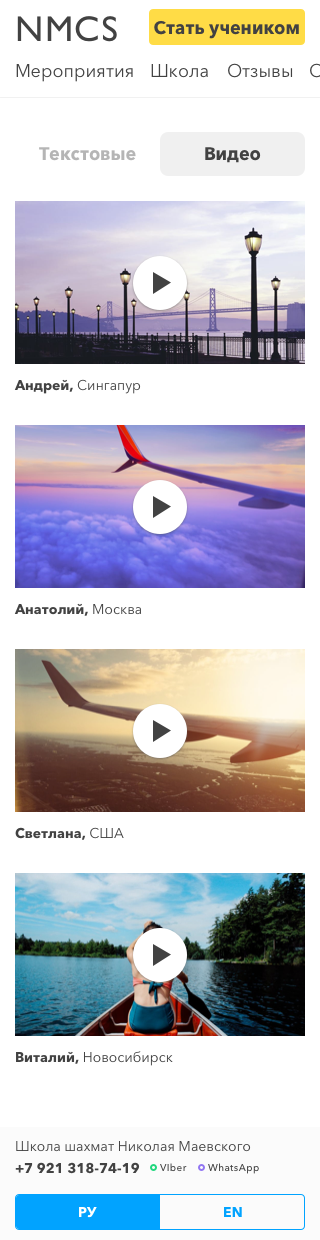 NMCS Стать учеником
Мероприятия Школа Отзывы
Текстовые Видео
Андрей, Сингапур
Анатолий, Москва
Светлана, США
Виталий, Новосибирск
Школа шахмат Николая Маевского
+7 921 318-74-19 VIber WhatsApp
РУ EN